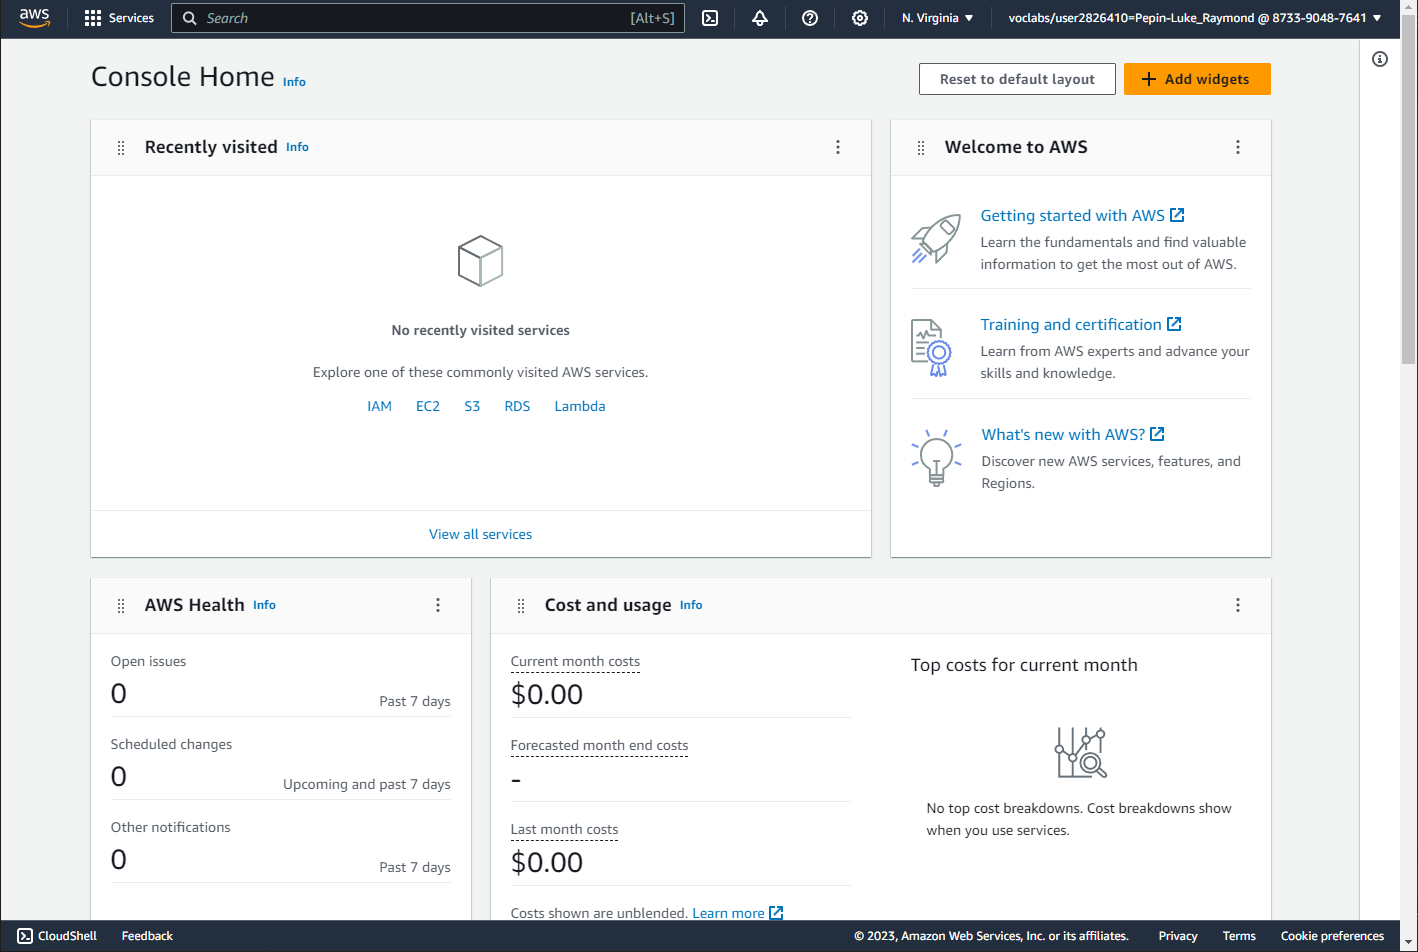 aws
Services
Search [Alt+S]
N. Virginia
voclabs/user2826410=Pepin-Luke_Raymond @ 8733-9048-7641
Console Home Info
Reset to default layout
Add widgets
Recently visited Info
No recently visited services
Explore one of these commonly visited AWS services.
IAM EC2 S3 RDS Lambda
View all services
Welcome to AWS
Getting started with AWS
Learn the fundamentals and find valuable
information to get the most out of AWS.
Training and certification
Learn from AWS experts and advance your
skills and knowledge.
What's new with AWS?
Discover new AWS services, features, and
Regions.
AWS Health Info
Open issues
0 Past 7 days
Scheduled changes
0 Upcoming and past 7 days
Other notifications
0 Past 7 days
Cost and usage Info
Current month costs
$0.00
Forecasted month end costs
-
Last month costs
$0.00
Costs shown are unblended. Learn more
Top costs for current month
No top cost breakdowns. Cost breakdowns show
when you use services.
CloudShell
Feedback
© 2023, Amazon Web Services, Inc. or its affiliates.
Privacy
Terms
Cookie preferences